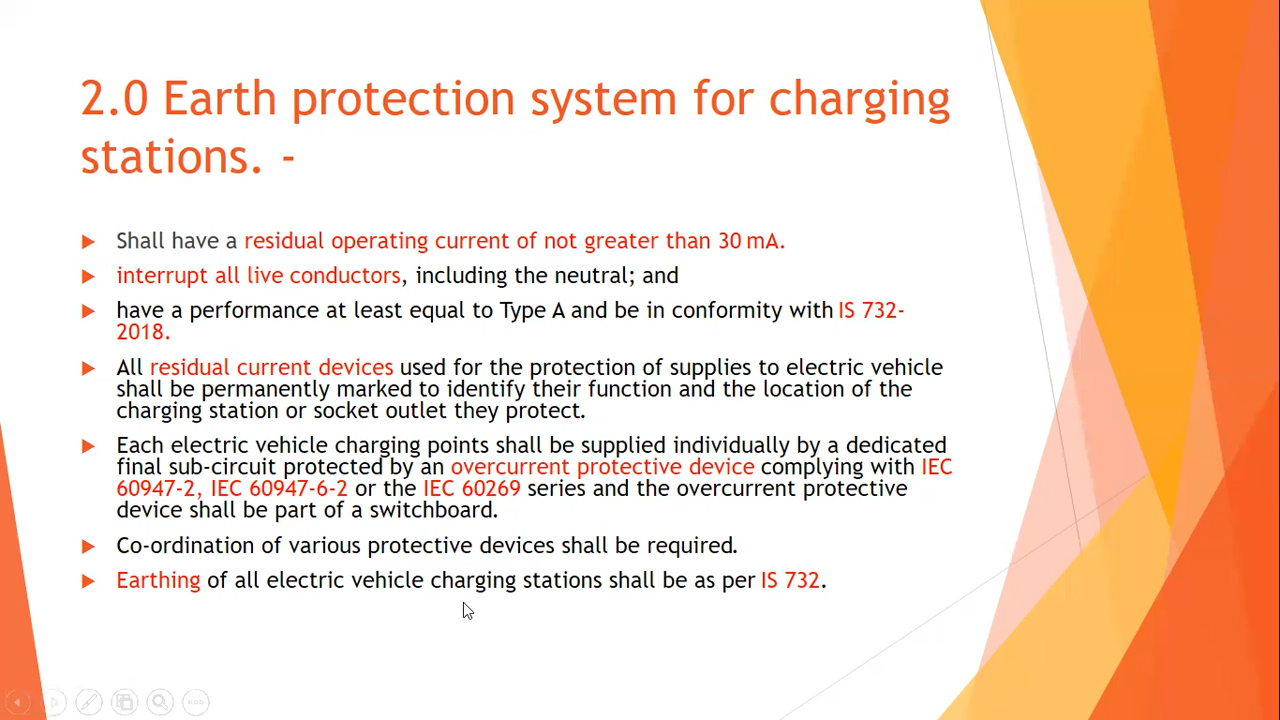 2.0 Earth protection system for charging
stations. -
Shall have a residual operating current of not greater than 30 mA.
interrupt all live conductors, including the neutral; and
have a performance at least equal to Type A and be in conformity with IS 732-
2018.
All residual current devices used for the protection of supplies to electric vehicle
shall be permanently marked to identify their function and the location of the
charging station or socket outlet they protect.
Each electric vehicle charging points shall be supplied individually by a dedicated
final sub-circuit protected by an overcurrent protective device complying with IEC
60947-2, IEC 60947-6-2 or the IEC 60269 series and the overcurrent protective
device shall be part of a switchboard.
Co-ordination of various protective devices shall be required.
Earthing of all electric vehicle charging stations shall be as per IS 732.